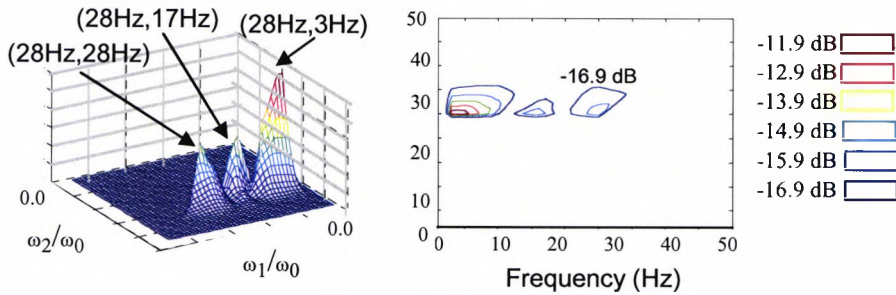 (28Hz,17Hz)
(28Hz,3Hz)
(28Hz,28Hz)
0.0
0.0
ω2/ω0
ω1/ω0
50
40
30
20
10
0
0
10
20
30
40
50
-16.9 dB
Frequency (Hz)
-11.9 dB
-12.9 dB
-13.9 dB
-14.9 dB
-15.9 dB
-16.9 dB